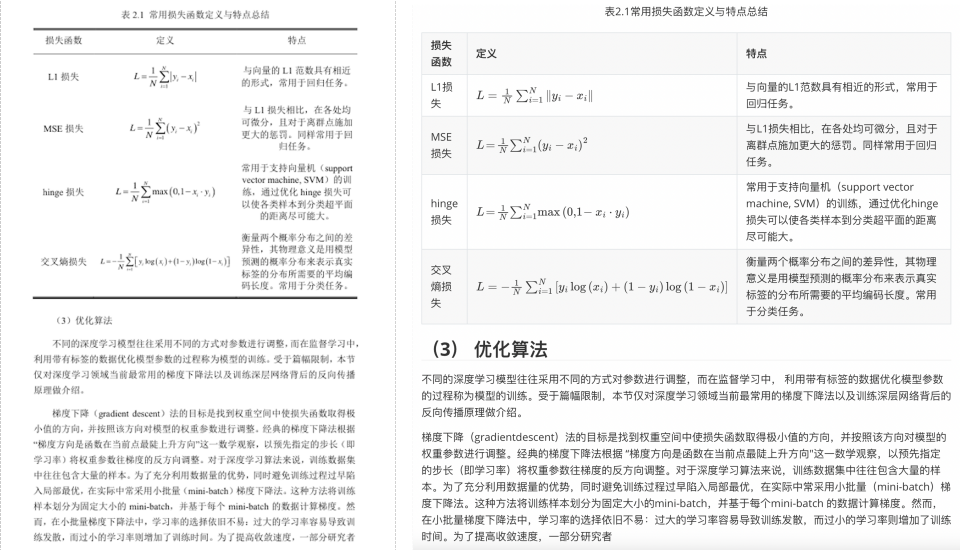 表 2.1 常用损失函数定义与特点总结
损失函数 定义 特点
L1 损失 L = \frac{1}{N}\sum_{i=1}^{N}|y_i - x_i| 与向量的 L1 范数具有相近
的形式，常用于回归任务。
MSE 损失 L = \frac{1}{N}\sum_{i=1}^{N}(y_i - x_i)^2 与 L1 损失相比，在各处均
可微分，且对于离群点施加
更大的惩罚。同样常用于回
归任务。
hinge 损失 L = \frac{1}{N}\sum_{i=1}^{N}max(0,1-x_i·y_i) 常用于支持向量机（support
vector machine, SVM）的训
练，通过优化 hinge 损失可
以使各类样本到分类超平面
的距离尽可能大。
交叉熵损失 L = -\frac{1}{N}\sum_{i=1}^{N}[y_i log(x_i)+(1-y_i)log(1-x_i)] 衡量两个概率分布之间的差
异性，其物理意义是用模型
预测的概率分布来表示真实
标签的分布所需要的平均编
码长度。常用于分类任务。
（3）优化算法
不同的深度学习模型往往采用不同的方式对参数进行调整，而在监督学习中，
利用带有标签的数据优化模型参数的过程称为模型的训练。受于篇幅限制，本节
仅对深度学习领域当前最常用的梯度下降法以及训练深层网络背后的反向传播
原理做介绍。
梯度下降（gradient descent）法的目标是找到权重空间中使损失函数取得极
小值的方向，并按照该方向对模型的权重参数进行调整。经典的梯度下降法根据
“梯度方向是函数在当前点最陡上升方向”这一数学观察，以预先指定的步长（即
学习率）将权重参数往梯度的反方向调整。对于深度学习算法来说，训练数据集
中往往包含大量的样本。为了充分利用数据量的优势，同时避免训练过程过早陷
入局部最优，在实际中常采用小批量（mini-batch）梯度下降法。这种方法将训练
样本划分为固定大小的 mini-batch，并基于每个 mini-batch 的数据计算梯度。然
而，在小批量梯度下降法中，学习率的选择依旧不易：过大的学习率容易导致训
练发散，而过小的学习率则增加了训练时间。为了提高收敛速度，一部分研究者
表2.1常用损失函数定义与特点总结
损失
函数
定义 特点
L1损
失
L = \frac{1}{N}\sum_{i=1}^{N}||y_i - x_i||
与向量的L1范数具有相近的形式，常用于
回归任务。
MSE
损失
L=\frac{1}{N}\sum_{i=1}^{N}(y_i - x_i)^2
与L1损失相比，在各处均可微分，且对于
离群点施加更大的惩罚。同样常用于回归
任务。
hinge
损失
L=\frac{1}{N}\sum_{i=1}^{N}max(0,1-x_i·y_i)
常用于支持向量机（support vector
machine, SVM）的训练，通过优化hinge
损失可以使各类样本到分类超平面的距离
尽可能大。
交叉
熵损
失
L = -\frac{1}{N}\sum_{i=1}^{N}[y_i log(x_i) + (1 - y_i) log(1 - x_i)]
衡量两个概率分布之间的差异性，其物理
意义是用模型预测的概率分布来表示真实
标签的分布所需要的平均编码长度。常用
于分类任务。
（3） 优化算法
不同的深度学习模型往往采用不同的方式对参数进行调整，而在监督学习中， 利用带有标签的数据优化模型参数
的过程称为模型的训练。受于篇幅限制，本节仅对深度学习领域当前最常用的梯度下降法以及训练深层网络背后的
反向传播原理做介绍。
梯度下降（gradientdescent）法的目标是找到权重空间中使损失函数取得极小值的方向，并按照该方向对模型的
权重参数进行调整。经典的梯度下降法根据 “梯度方向是函数在当前点最陡上升方向”这一数学观察，以预先指定
的步长（即学习率）将权重参数往梯度的反方向调整。对于深度学习算法来说，训练数据集中往往包含大量的样
本。为了充分利用数据量的优势，同时避免训练过程过早陷入局部最优，在实际中常采用小批量（mini-batch）梯
度下降法。这种方法将训练样本划分为固定大小的mini-batch，并基于每个mini-batch 的数据计算梯度。然而，
在小批量梯度下降法中，学习率的选择依旧不易：过大的学习率容易导致训练发散，而过小的学习率则增加了训练
时间。为了提高收敛速度，一部分研究者